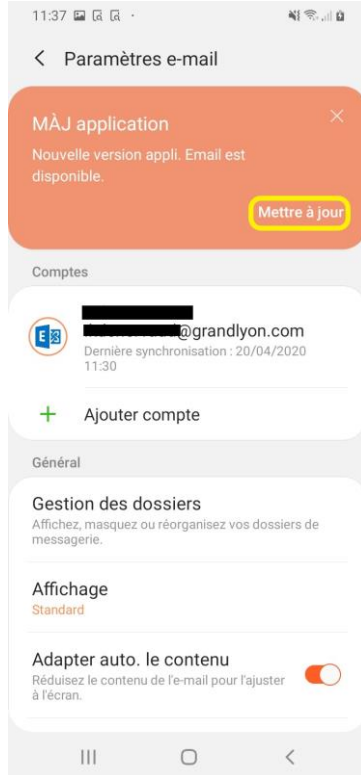 11:37
Paramètres e-mail
MÀJ application
Nouvelle version appli. Email est
disponible.
Mettre à jour
Comptes
@grandlyon.com
Dernière synchronisation : 20/04/2020
11:30
Ajouter compte
Général
Gestion des dossiers
Affichez, masquez ou réorganisez vos dossiers de
messagerie.
Affichage
Standard
Adapter auto. le contenu
Réduisez le contenu de l'e-mail pour l'ajuster
à l'écran.